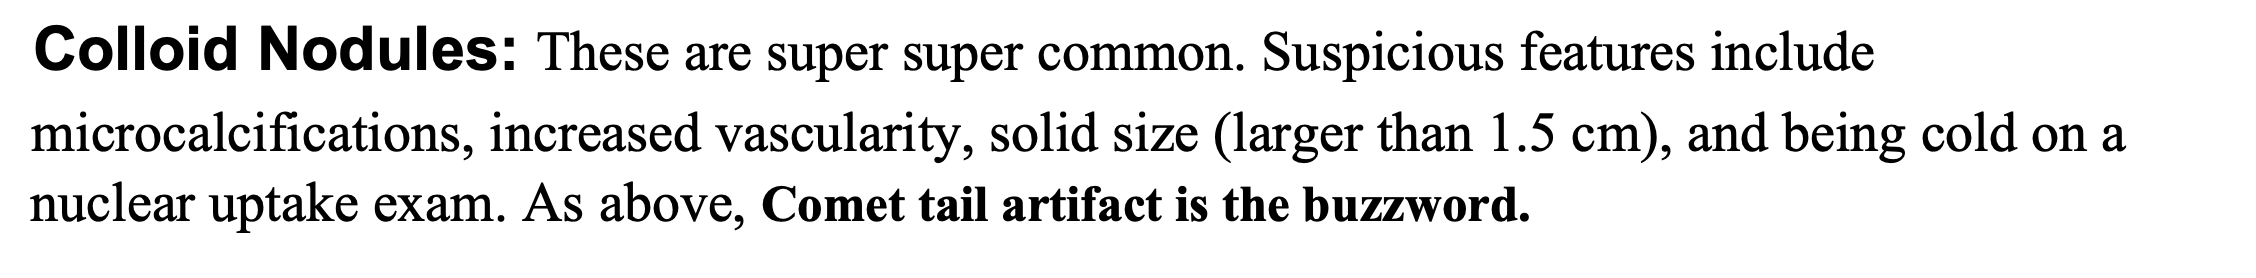 Colloid Nodules: These are super super common. Suspicious features include
microcalcifications, increased vascularity, solid size (larger than 1.5 cm), and being cold on a
nuclear uptake exam. As above, Comet tail artifact is the buzzword.